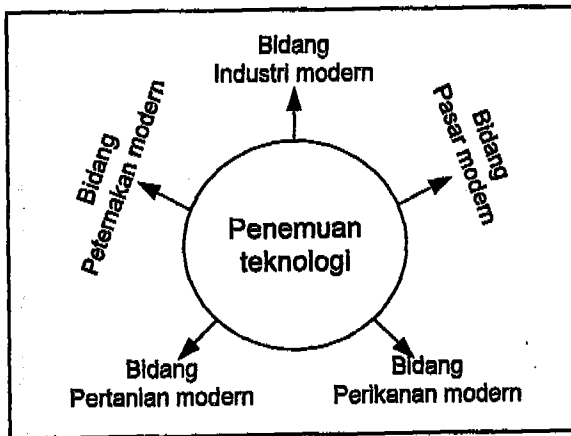 Bidang
Industri modern
Bidang
Peternakan modern
Bidang
Pasar modern
Penemuan
teknologi
Bidang
Pertanian modern
Bidang
Perikanan modern